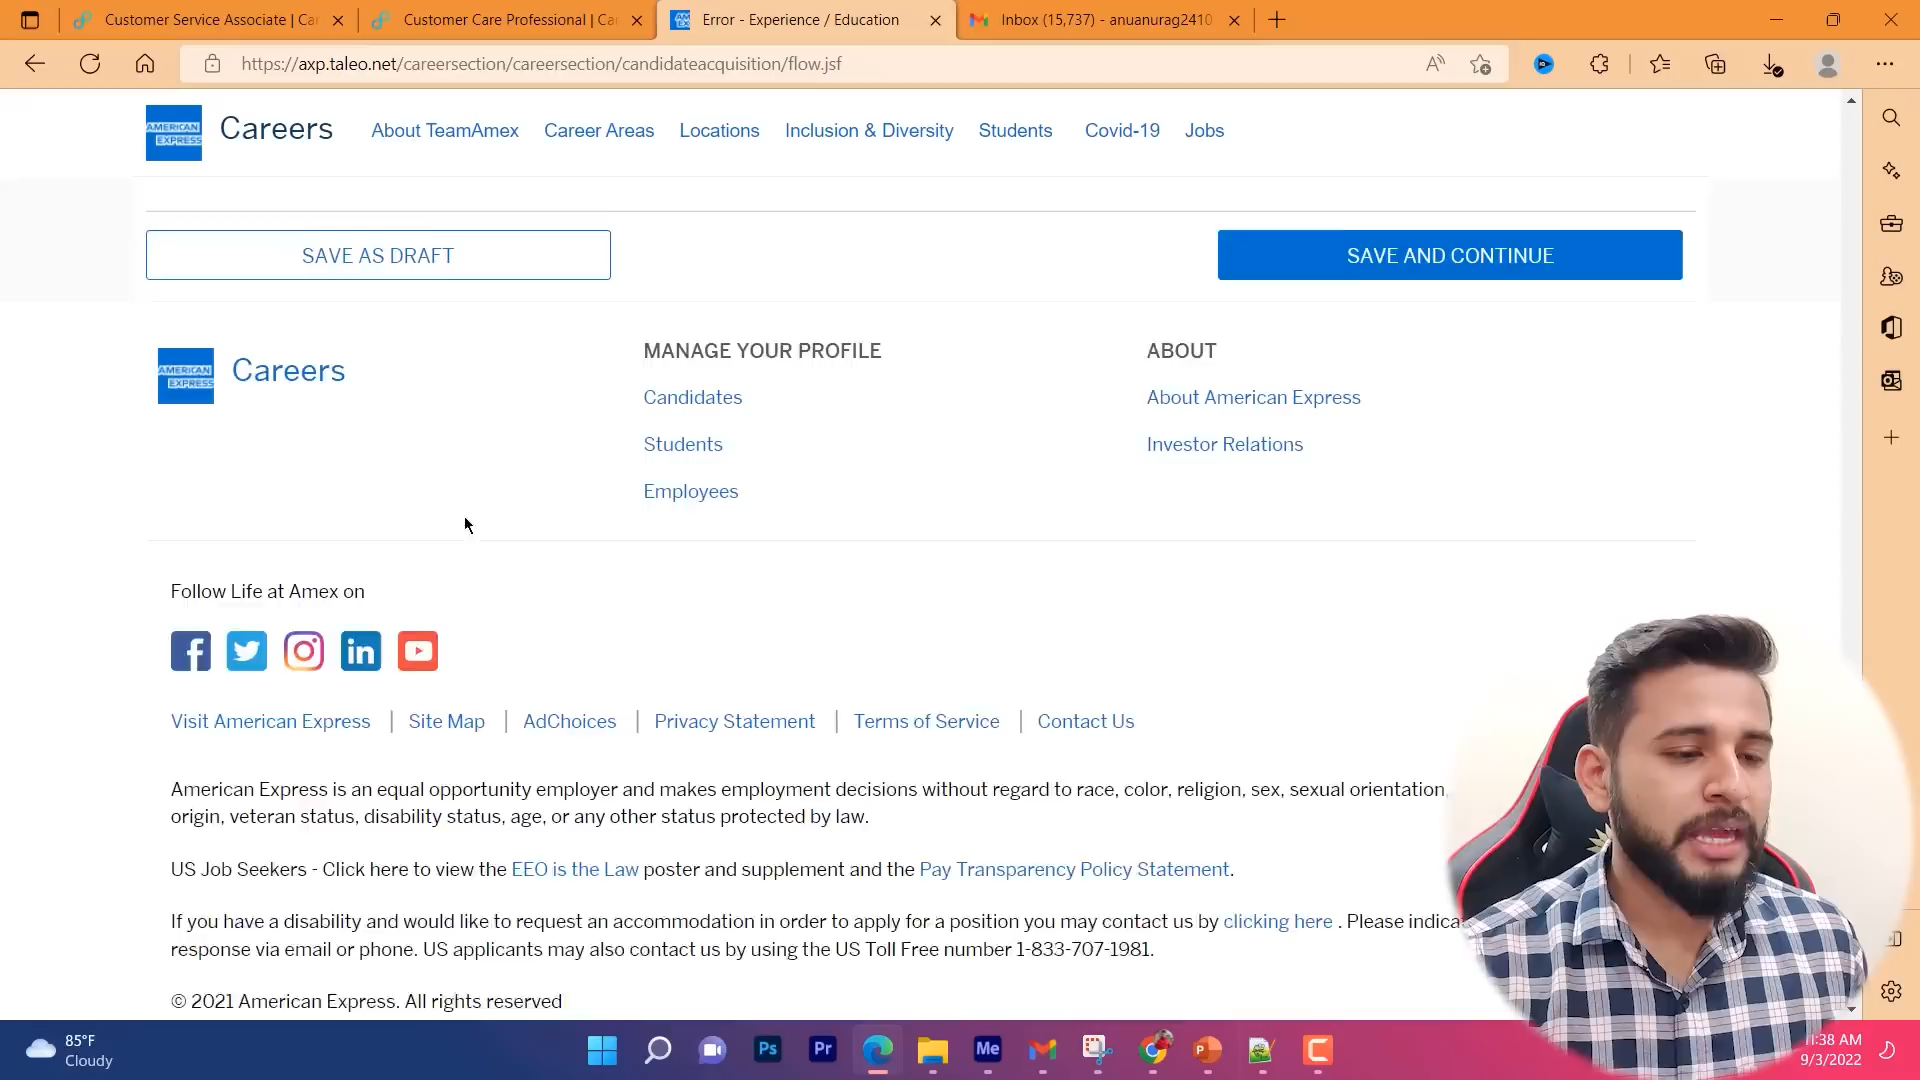 Customer Service Associate | Ca
Customer Care Professional | Ca
Error - Experience / Education
Inbox (15,737) - anuanurag2410
https://axp.taleo.net/careersection/careersection/candidateacquisition/flow.jsf
AMERICAN EXPRESS
Careers
About TeamAmex
Career Areas
Locations
Inclusion & Diversity
Students
Covid-19
Jobs
SAVE AS DRAFT
SAVE AND CONTINUE
AMERICAN EXPRESS
Careers
MANAGE YOUR PROFILE
Candidates
Students
Employees
ABOUT
About American Express
Investor Relations
Follow Life at Amex on
Visit American Express | Site Map | AdChoices | Privacy Statement | Terms of Service | Contact Us
American Express is an equal opportunity employer and makes employment decisions without regard to race, color, religion, sex, sexual orientation,
origin, veteran status, disability status, age, or any other status protected by law.
US Job Seekers - Click here to view the EEO is the Law poster and supplement and the Pay Transparency Policy Statement.
If you have a disability and would like to request an accommodation in order to apply for a position you may contact us by clicking here . Please indica
response via email or phone. US applicants may also contact us by using the US Toll Free number 1-833-707-1981.
© 2021 American Express. All rights reserved
85°F
Cloudy
Ps
Pr
Me
11:38 AM
9/3/2022